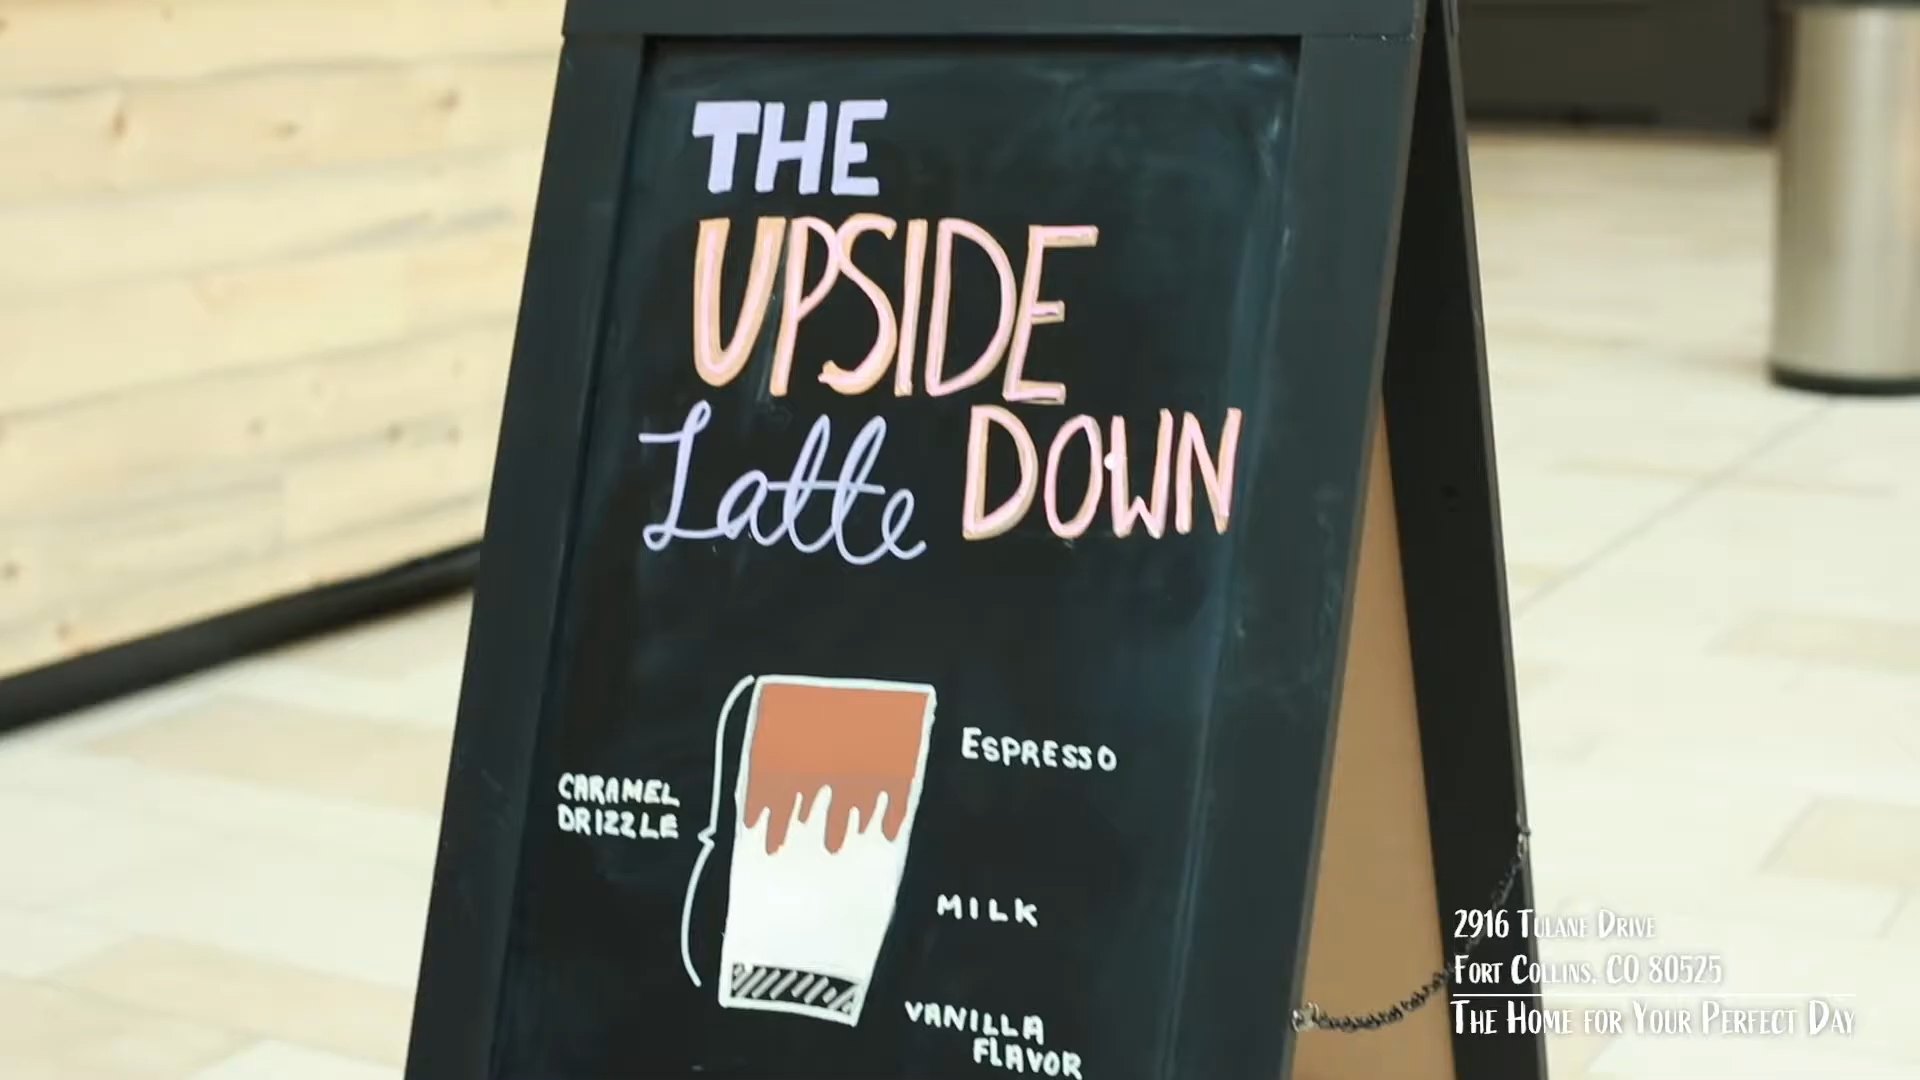 THE
UPSIDE
Latte DOWN
ESPRESSO
CARAMEL
DRIZZLE
MILK
VANILLA
FLAVOR
2916 Tulane Drive
Fort Collins, CO 80525
The Home for Your Perfect Day